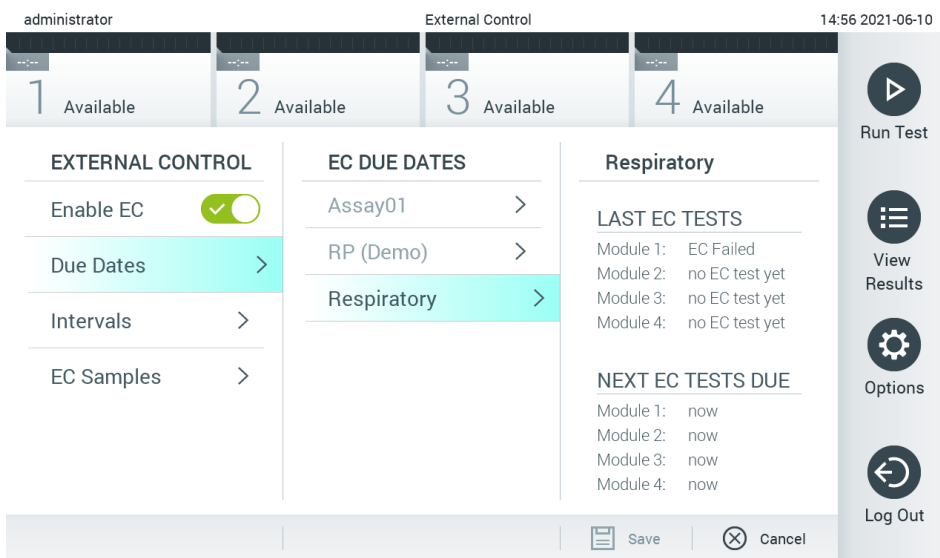 administrator External Control 14:56 2021-06-10
--:-- --:-- --:-- --:--
1 Available 2 Available 3 Available 4 Available
Run Test
EXTERNAL CONTROL
Enable EC
Due Dates
Intervals
EC Samples
EC DUE DATES
Assay01
RP (Demo)
Respiratory
Respiratory
LAST EC TESTS
Module 1: EC Failed
Module 2: no EC test yet
Module 3: no EC test yet
Module 4: no EC test yet
NEXT EC TESTS DUE
Module 1: now
Module 2: now
Module 3: now
Module 4: now
View
Results
Options
Log Out
Save
Cancel